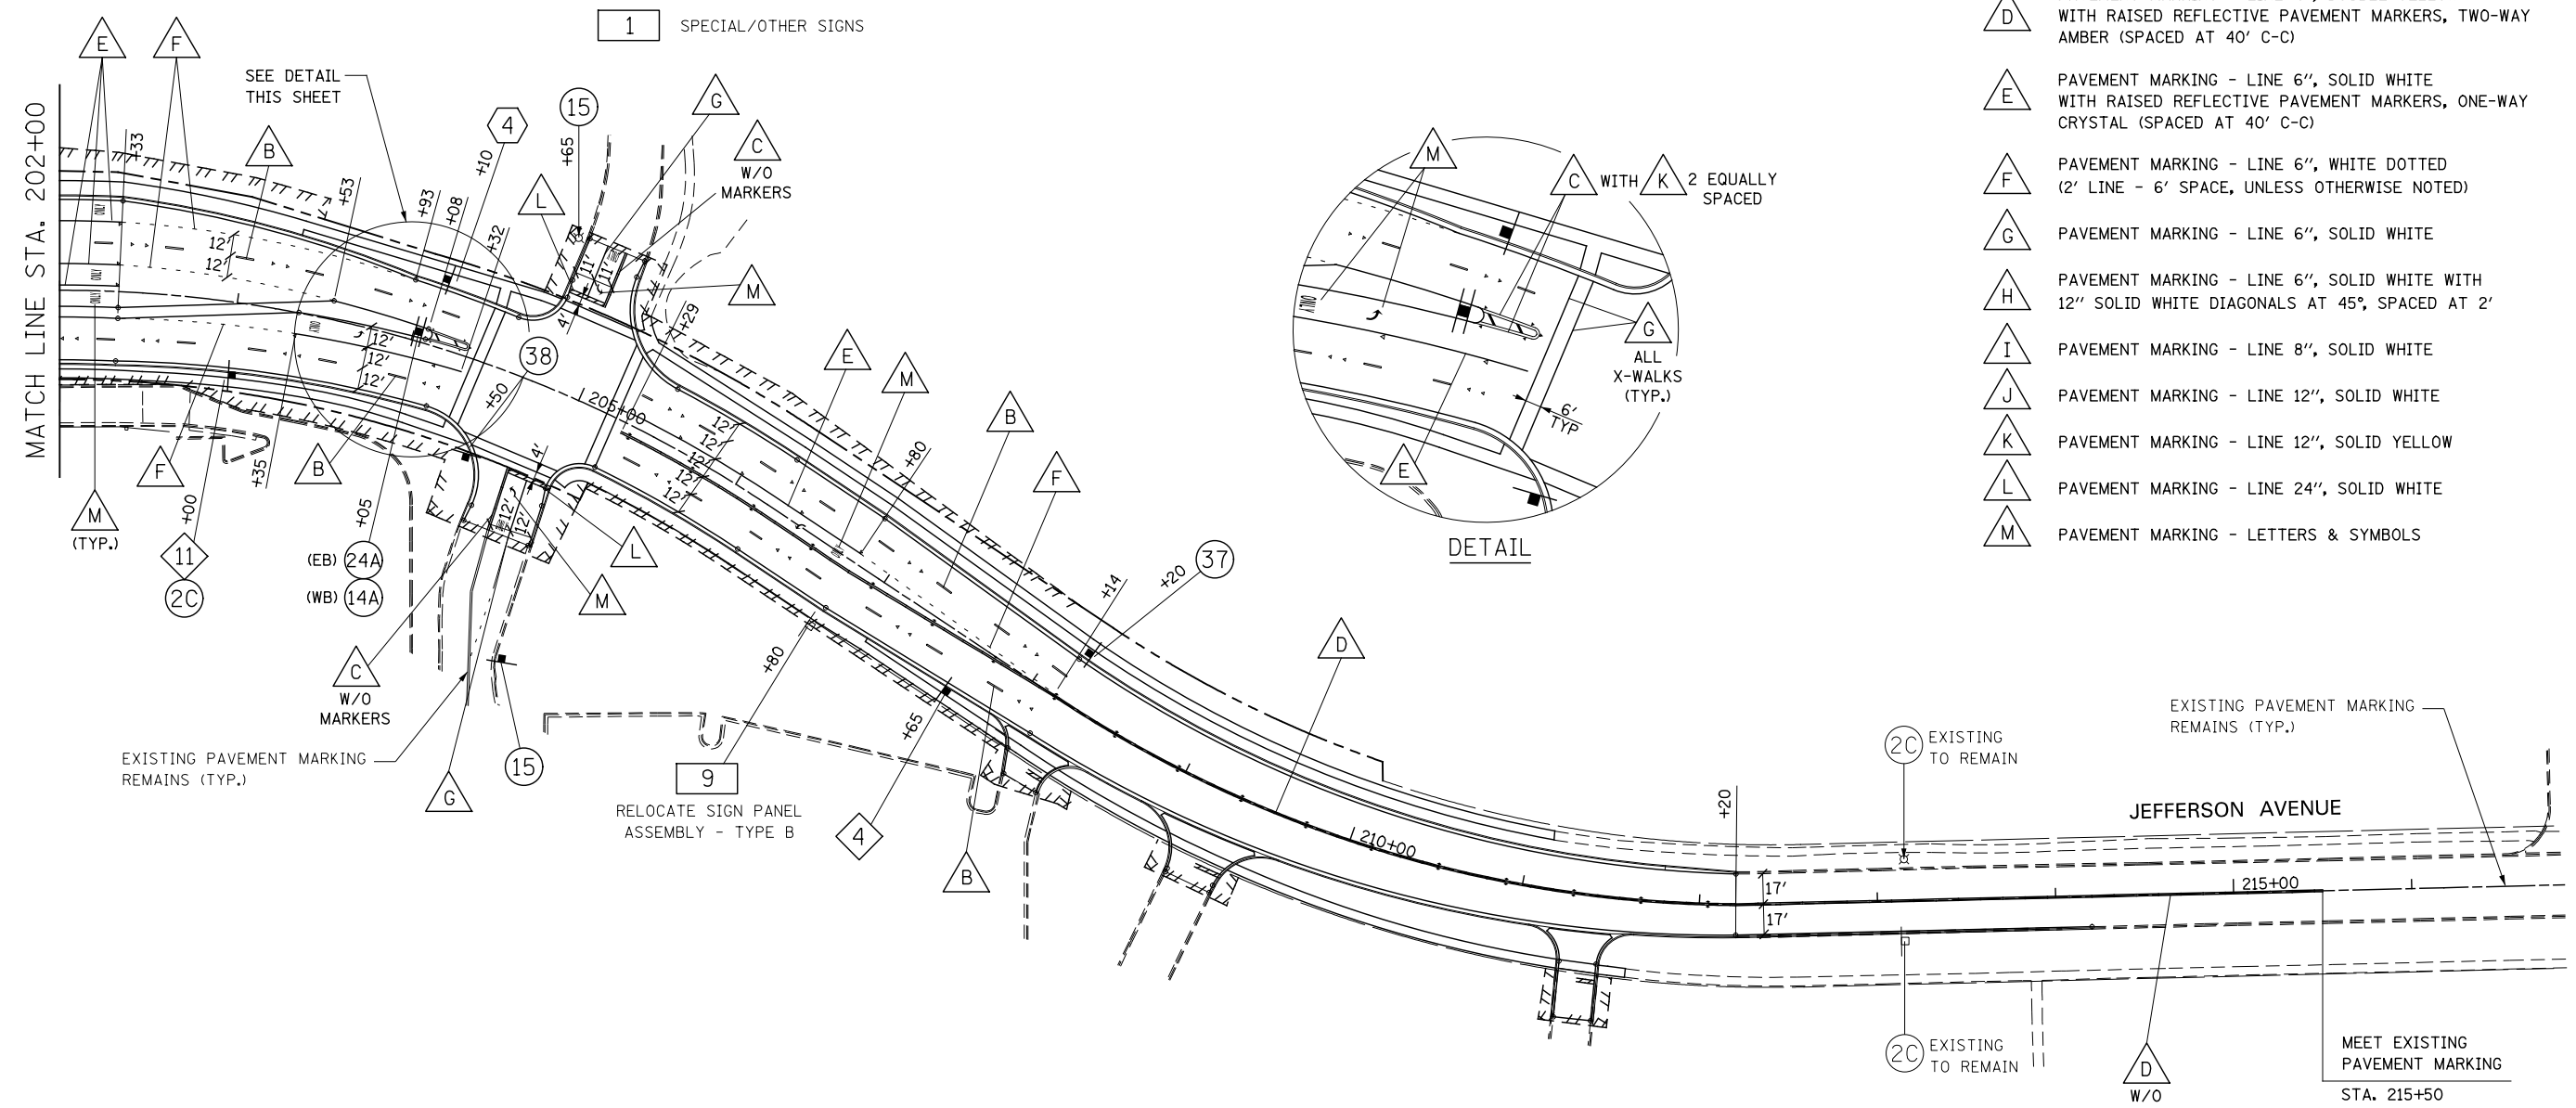 1 SPECIAL/OTHER SIGNS
D
WITH RAISED REFLECTIVE PAVEMENT MARKERS, TWO-WAY
AMBER (SPACED AT 40' C-C)
E
PAVEMENT MARKING - LINE 6", SOLID WHITE
WITH RAISED REFLECTIVE PAVEMENT MARKERS, ONE-WAY
CRYSTAL (SPACED AT 40' C-C)
F
PAVEMENT MARKING - LINE 6", WHITE DOTTED
(2' LINE - 6' SPACE, UNLESS OTHERWISE NOTED)
G PAVEMENT MARKING - LINE 6", SOLID WHITE
H
PAVEMENT MARKING - LINE 6", SOLID WHITE WITH
12" SOLID WHITE DIAGONALS AT 45°, SPACED AT 2'
I PAVEMENT MARKING - LINE 8", SOLID WHITE
J PAVEMENT MARKING - LINE 12", SOLID WHITE
K PAVEMENT MARKING - LINE 12", SOLID YELLOW
L PAVEMENT MARKING - LINE 24", SOLID WHITE
M PAVEMENT MARKING - LETTERS & SYMBOLS
MATCH LINE STA. 202+00
E
F
SEE DETAIL
THIS SHEET
+33
B
+53
+93
+08
+10
4
+32
L
15
+65
G
C
W/O
MARKERS
M
11'
11'
4'
+29
12'
12'
ONLY
ONLY
ONLY
ONLY
12'
12'
12'
38
+50
205+00
E
M
B
F
+80
12'
12'
12'
12'
12'
M
(TYP.)
F
+00
11
2C
+35
B
+05
(EB) 24A
(WB) 14A
4'
12'
12'
L
M
C
W/O
MARKERS
EXISTING PAVEMENT MARKING
REMAINS (TYP.)
G
15
+80
9
RELOCATE SIGN PANEL
ASSEMBLY - TYPE B
+65
4
B
+14
+20
37
D
210+00
M
C WITH K 2 EQUALLY
SPACED
ONLY
G
ALL
X-WALKS
(TYP.)
6'
TYP
E
DETAIL
+20
17'
17'
2C EXISTING
TO REMAIN
EXISTING PAVEMENT MARKING
REMAINS (TYP.)
JEFFERSON AVENUE
215+00
2C EXISTING
TO REMAIN
D
W/O
MEET EXISTING
PAVEMENT MARKING
STA. 215+50